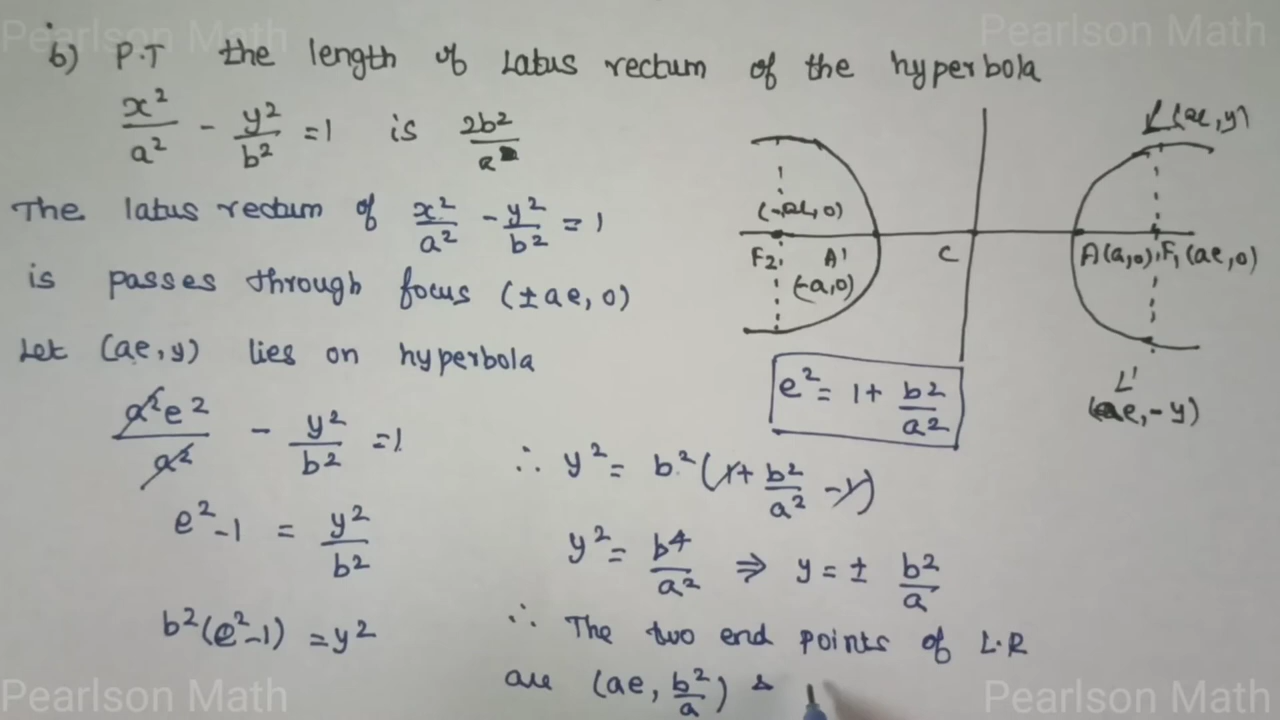 Pearlson Math
Pearlson Math
b) P.T the length of Latus rectum of the hyperbola
x²/a² - y²/b² = 1 is 2b²/a
The latus rectum of x²/a² - y²/b² = 1
is passes through focus (±ae, 0)
Let (ae, y) lies on hyperbola
a²e²/a² - y²/b² = 1
e² - 1 = y²/b²
b²(e² - 1) = y²
L (ae, y)
(-ae, 0)
F₂ A' C A(a,0) F₁ (ae, 0)
(-a, 0)
L'
(ae, -y)
e² = 1 + b²/a²
∴ y² = b²(1 + b²/a² - 1)
y² = b⁴/a² ⇒ y = ± b²/a
∴ The two end points of L.R
are (ae, b²/a) &
Pearlson Math
Pearlson Math